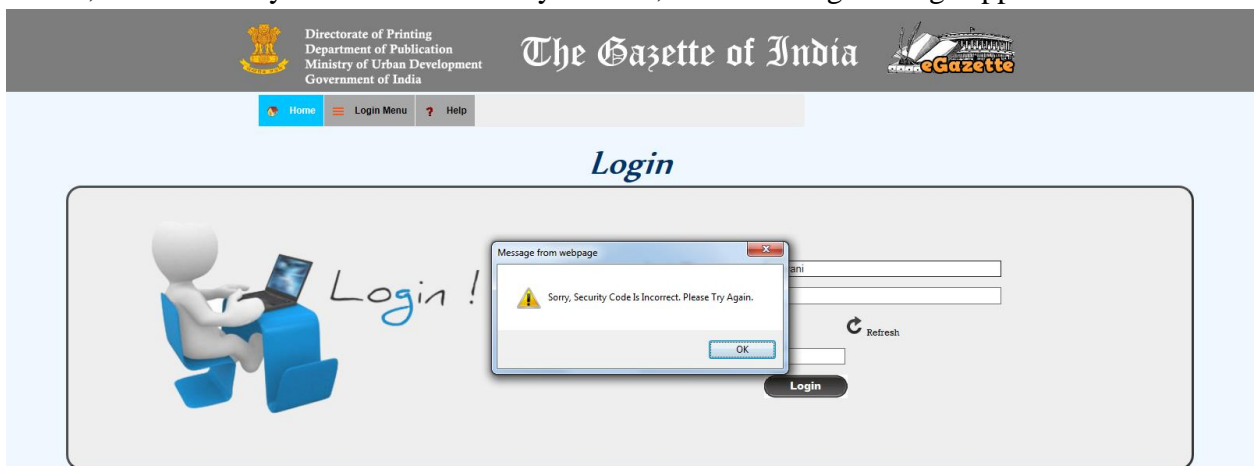 Directorate of Printing
Department of Publication
Ministry of Urban Development
Government of India
The Gazette of India
eGazette
Home Login Menu ? Help
Login
Login !
Message from webpage
Sorry, Security Code Is Incorrect. Please Try Again.
OK
ani
Refresh
Login